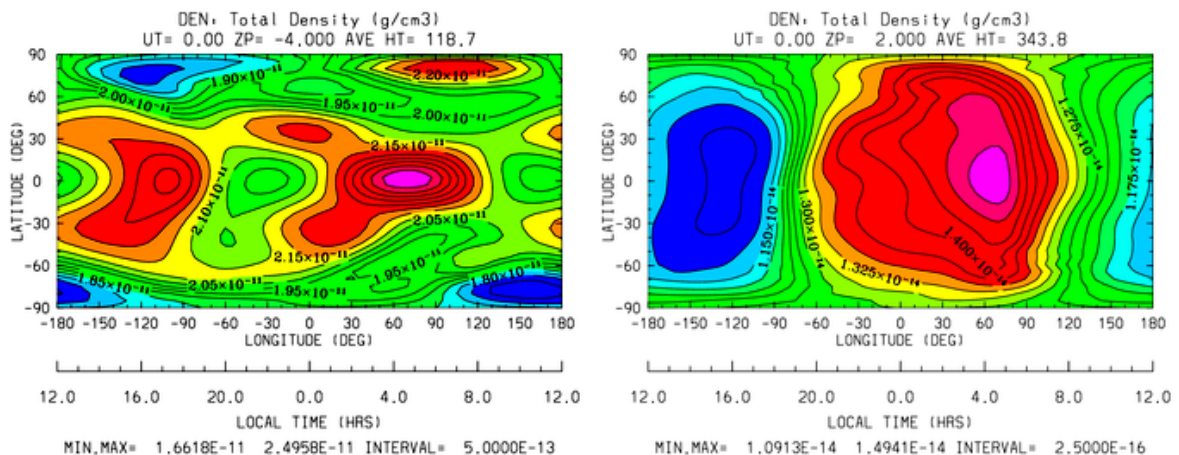 DEN: Total Density (g/cm3)
UT= 0.00 ZP= -4.000 AVE HT= 118.7
90
60
30
0
-30
-60
-90
LATITUDE (DEG)
1.90×10⁻¹¹
2.20×10⁻¹¹
2.00×10⁻¹¹
1.95×10⁻¹¹
2.00×10⁻¹¹
2.15×10⁻¹¹
2.10×10⁻¹¹
2.05×10⁻¹¹
2.15×10⁻¹¹
1.95×10⁻¹¹
1.85×10⁻¹¹
2.05×10⁻¹¹
1.95×10⁻¹¹
1.80×10⁻¹¹
-180 -150 -120 -90 -60 -30 0 30 60 90 120 150 180
LONGITUDE (DEG)
12.0 16.0 20.0 0.0 4.0 8.0 12.0
LOCAL TIME (HRS)
MIN,MAX= 1.6618E-11 2.4958E-11 INTERVAL= 5.0000E-13
DEN: Total Density (g/cm3)
UT= 0.00 ZP= 2.000 AVE HT= 343.8
90
60
30
0
-30
-60
-90
LATITUDE (DEG)
1.275×10⁻¹⁴
1.175×10⁻¹⁴
1.150×10⁻¹⁴
1.300×10⁻¹⁴
1.400×10⁻¹⁴
1.325×10⁻¹⁴
-180 -150 -120 -90 -60 -30 0 30 60 90 120 150 180
LONGITUDE (DEG)
12.0 16.0 20.0 0.0 4.0 8.0 12.0
LOCAL TIME (HRS)
MIN,MAX= 1.0913E-14 1.4941E-14 INTERVAL= 2.5000E-16